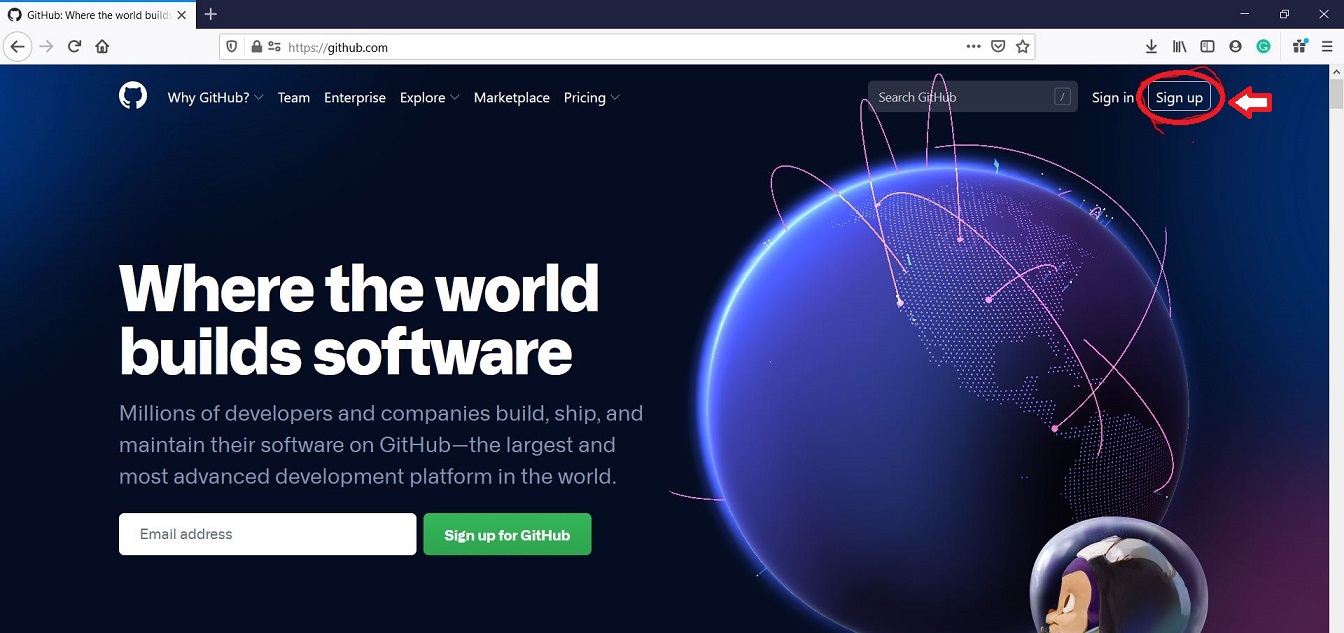 GitHub: Where the world builds
https://github.com
Why GitHub? Team Enterprise Explore Marketplace Pricing
Search GitHub /
Sign in Sign up
Where the world
builds software
Millions of developers and companies build, ship, and
maintain their software on GitHub—the largest and
most advanced development platform in the world.
Email address
Sign up for GitHub